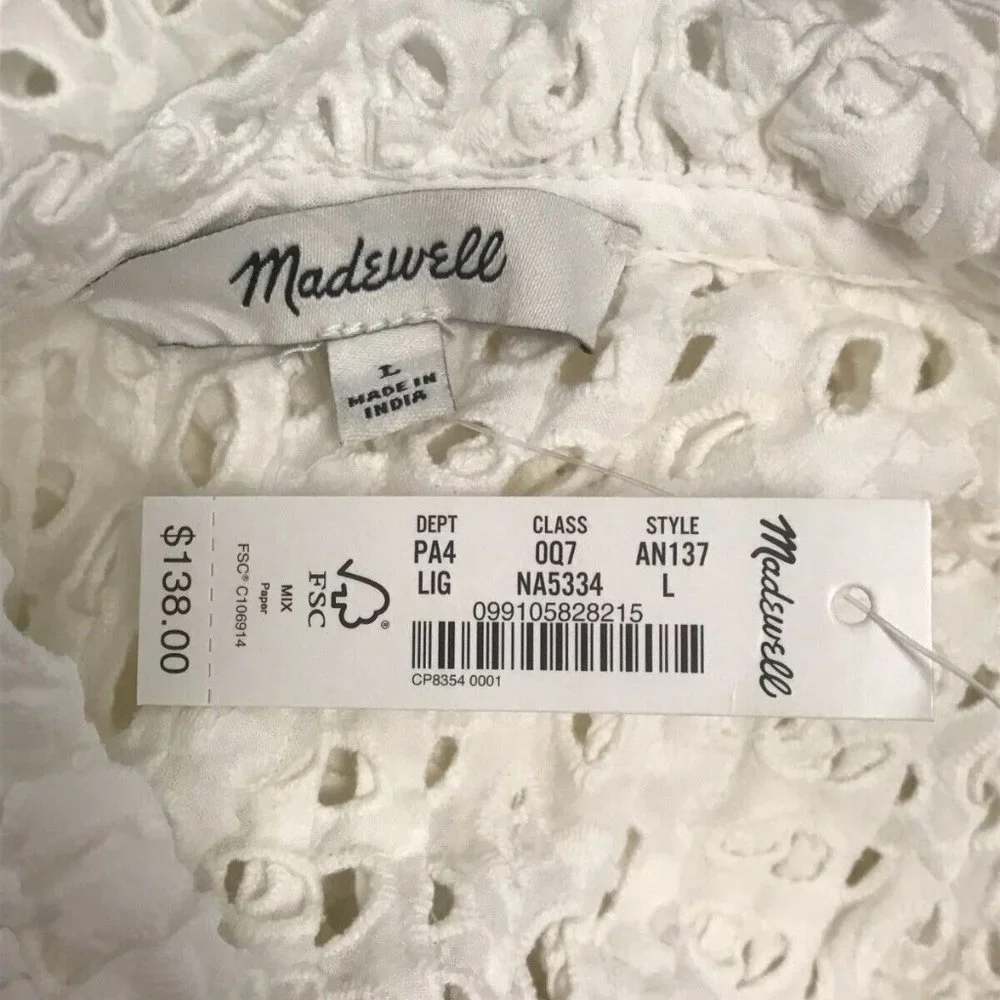 Madewell
L
MADE IN
INDIA
$138.00
FSC® C106914
MIX
Paper
FSC
®
DEPT CLASS STYLE
PA4 0Q7 AN137
LIG NA5334 L
099105828215
CP8354 0001
Madewell